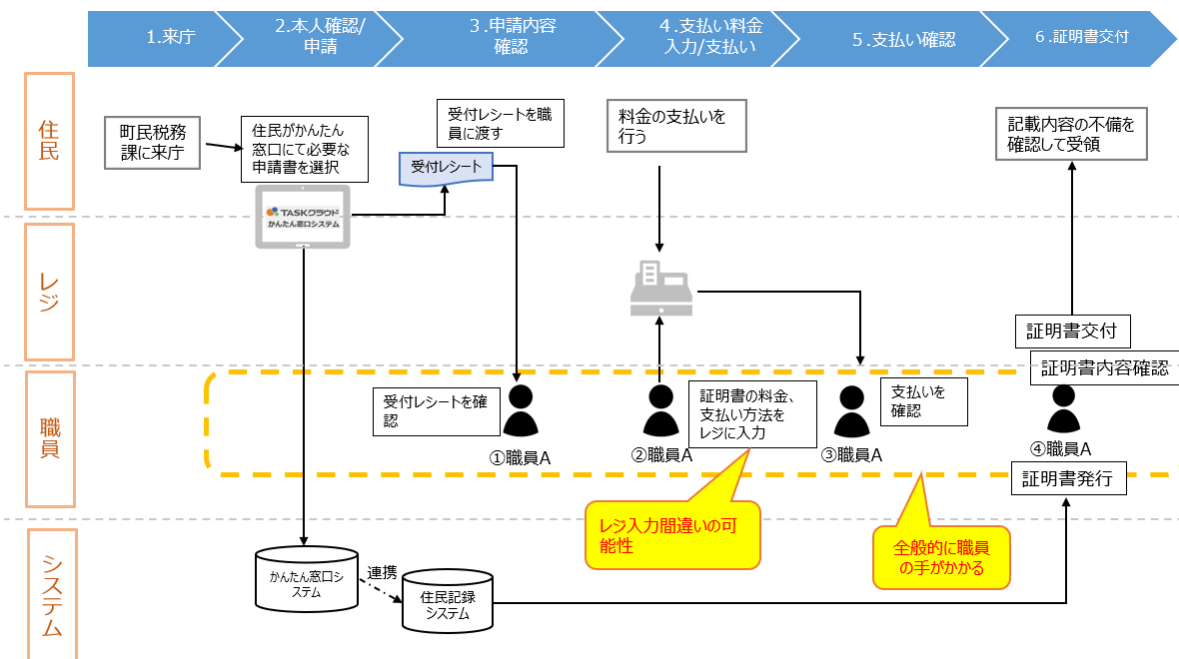 1.来庁
2.本人確認/
申請
3.申請内容
確認
4.支払い料金
入力/支払い
5.支払い確認
6.証明書交付
住民
町民税務
課に来庁
住民がかんたん
窓口にて必要な
申請書を選択
受付レシートを職
員に渡す
受付レシート
料金の支払いを
行う
記載内容の不備を
確認して受領
TASKクラウド
かんたん窓口システム
レジ
証明書交付
証明書内容確認
職員
受付レシートを確
認
①職員A
②職員A
証明書の料金、
支払い方法を
レジに入力
③職員A
支払いを
確認
④職員A
証明書発行
レジ入力間違いの可
能性
全般的に職員
の手がかかる
システム
かんたん窓口シ
ステム
連携
住民記録
システム